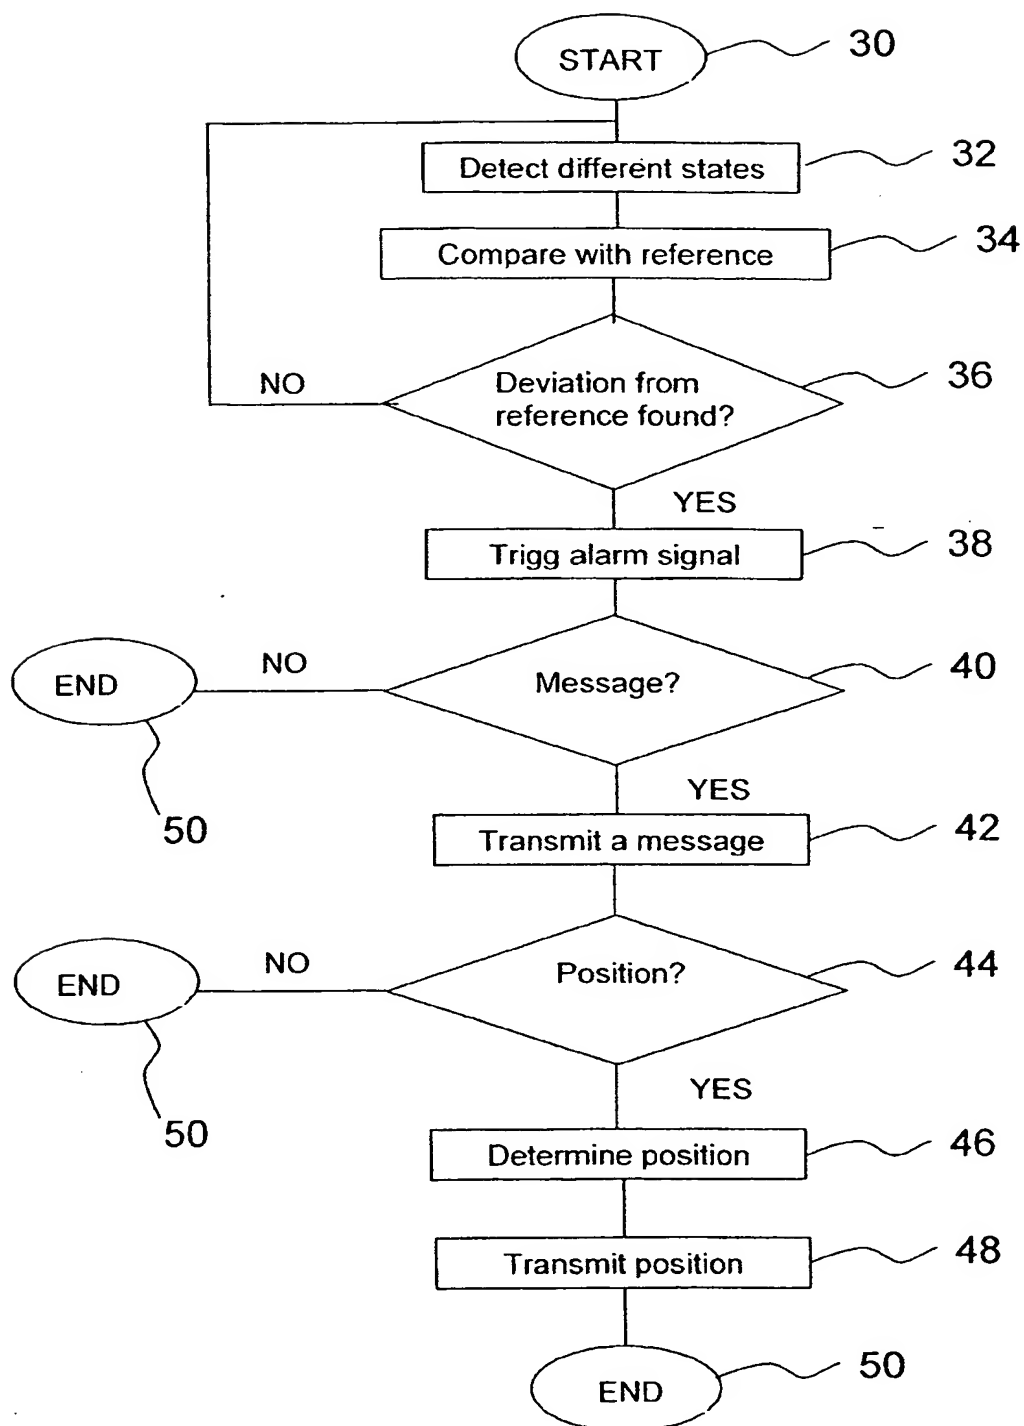 START
30
Detect different states
32
Compare with reference
34
Deviation from
reference found?
36
NO
YES
Trigg alarm signal
38
Message?
40
NO
END
50
YES
Transmit a message
42
Position?
44
NO
END
50
YES
Determine position
46
Transmit position
48
END
50